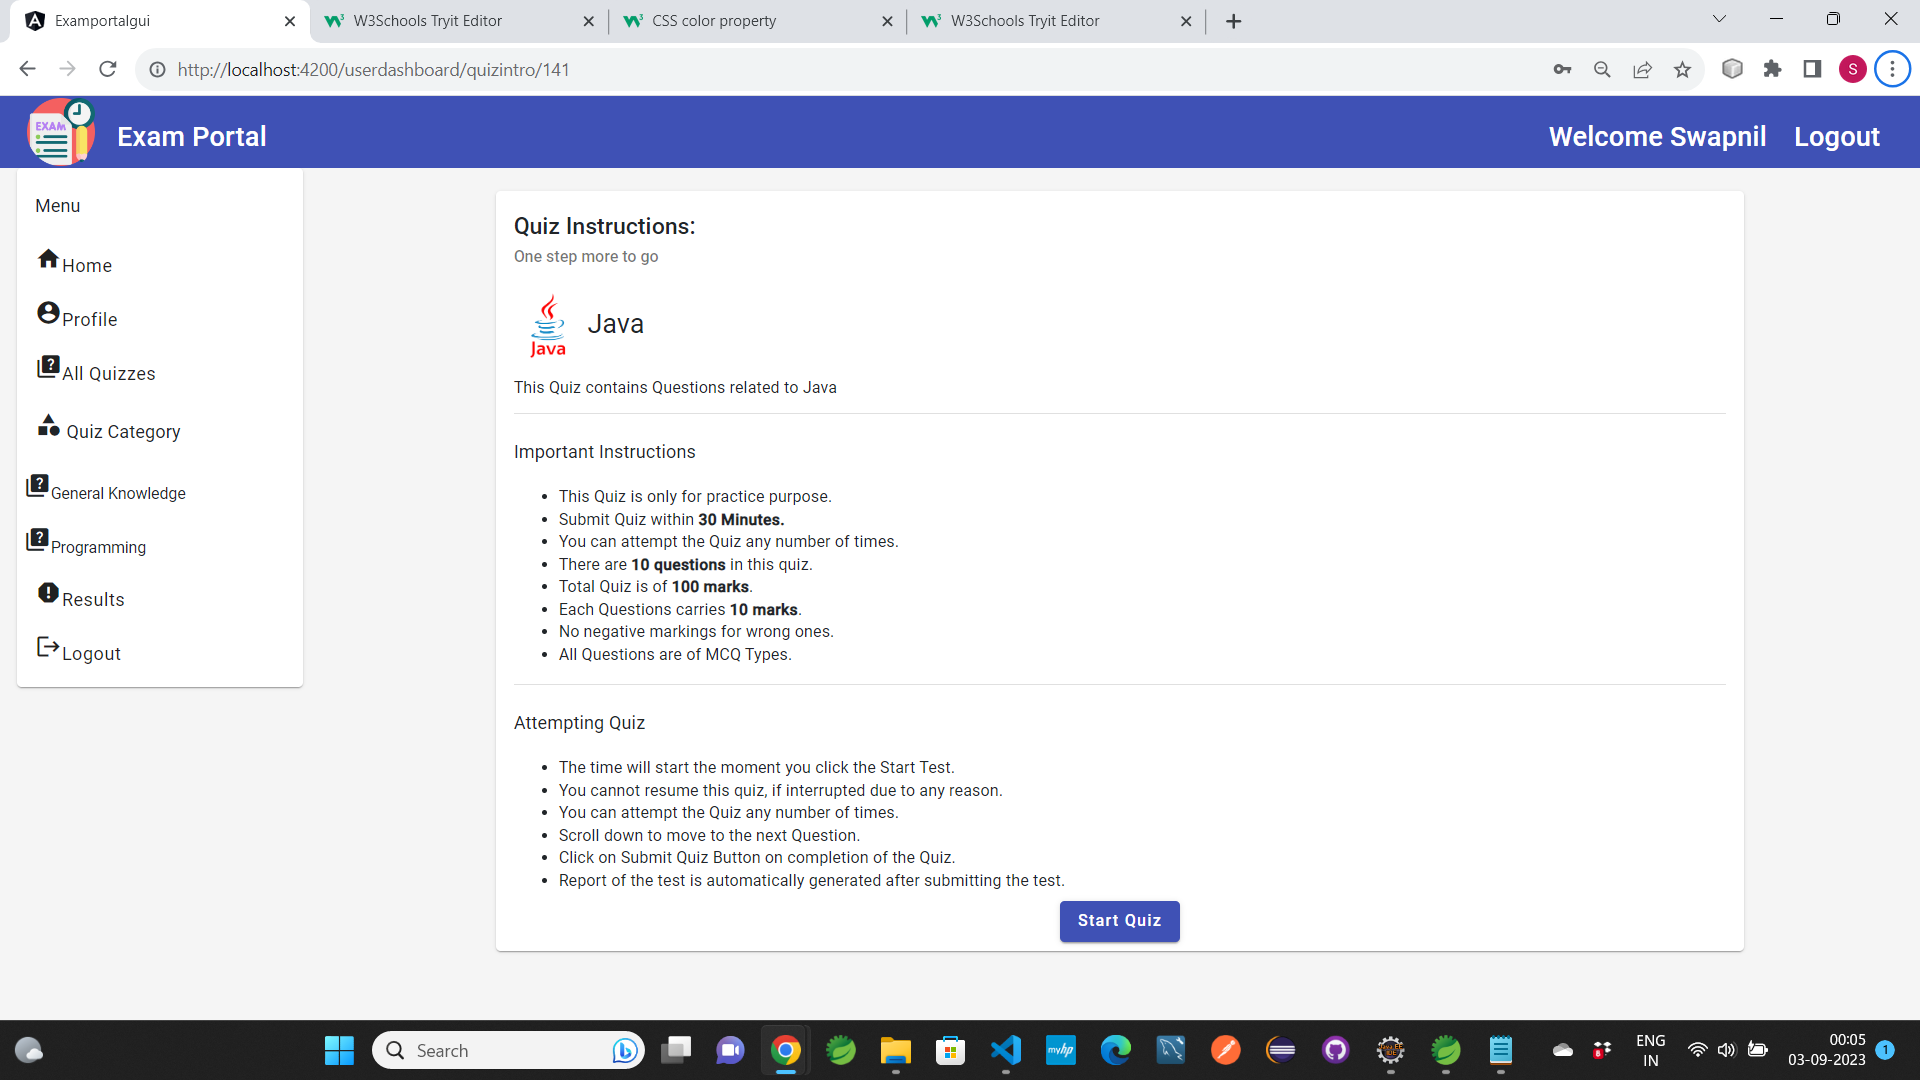 Examportalgui
W3Schools Tryit Editor
CSS color property
W3Schools Tryit Editor
http://localhost:4200/userdashboard/quizintro/141
S
EXAM
Exam Portal
Welcome Swapnil
Logout
Menu
Home
Profile
All Quizzes
Quiz Category
General Knowledge
Programming
Results
Logout
Quiz Instructions:
One step more to go
Java
Java
This Quiz contains Questions related to Java
Important Instructions
This Quiz is only for practice purpose.
Submit Quiz within 30 Minutes.
You can attempt the Quiz any number of times.
There are 10 questions in this quiz.
Total Quiz is of 100 marks.
Each Questions carries 10 marks.
No negative markings for wrong ones.
All Questions are of MCQ Types.
Attempting Quiz
The time will start the moment you click the Start Test.
You cannot resume this quiz, if interrupted due to any reason.
You can attempt the Quiz any number of times.
Scroll down to move to the next Question.
Click on Submit Quiz Button on completion of the Quiz.
Report of the test is automatically generated after submitting the test.
Start Quiz
Search
myhp
8
ENG
IN
00:05
03-09-2023
1